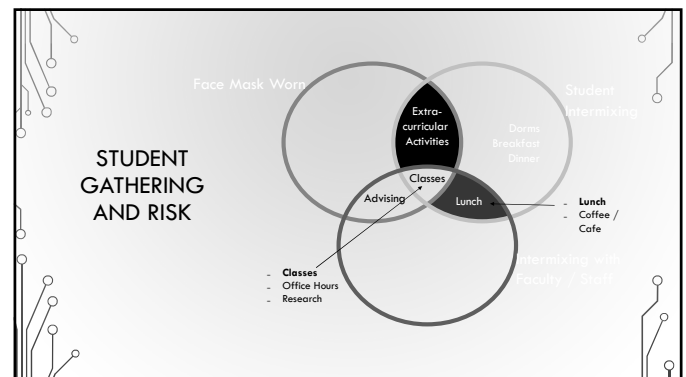 STUDENT
GATHERING
AND RISK
Face Mask Worn
Student
Intermixing
Extra-
curricular
Activities
Dorms
Breakfast
Dinner
Classes
Advising
Lunch
- Lunch
- Coffee /
Cafe
Intermixing with
Faculty / Staff
- Classes
- Office Hours
- Research